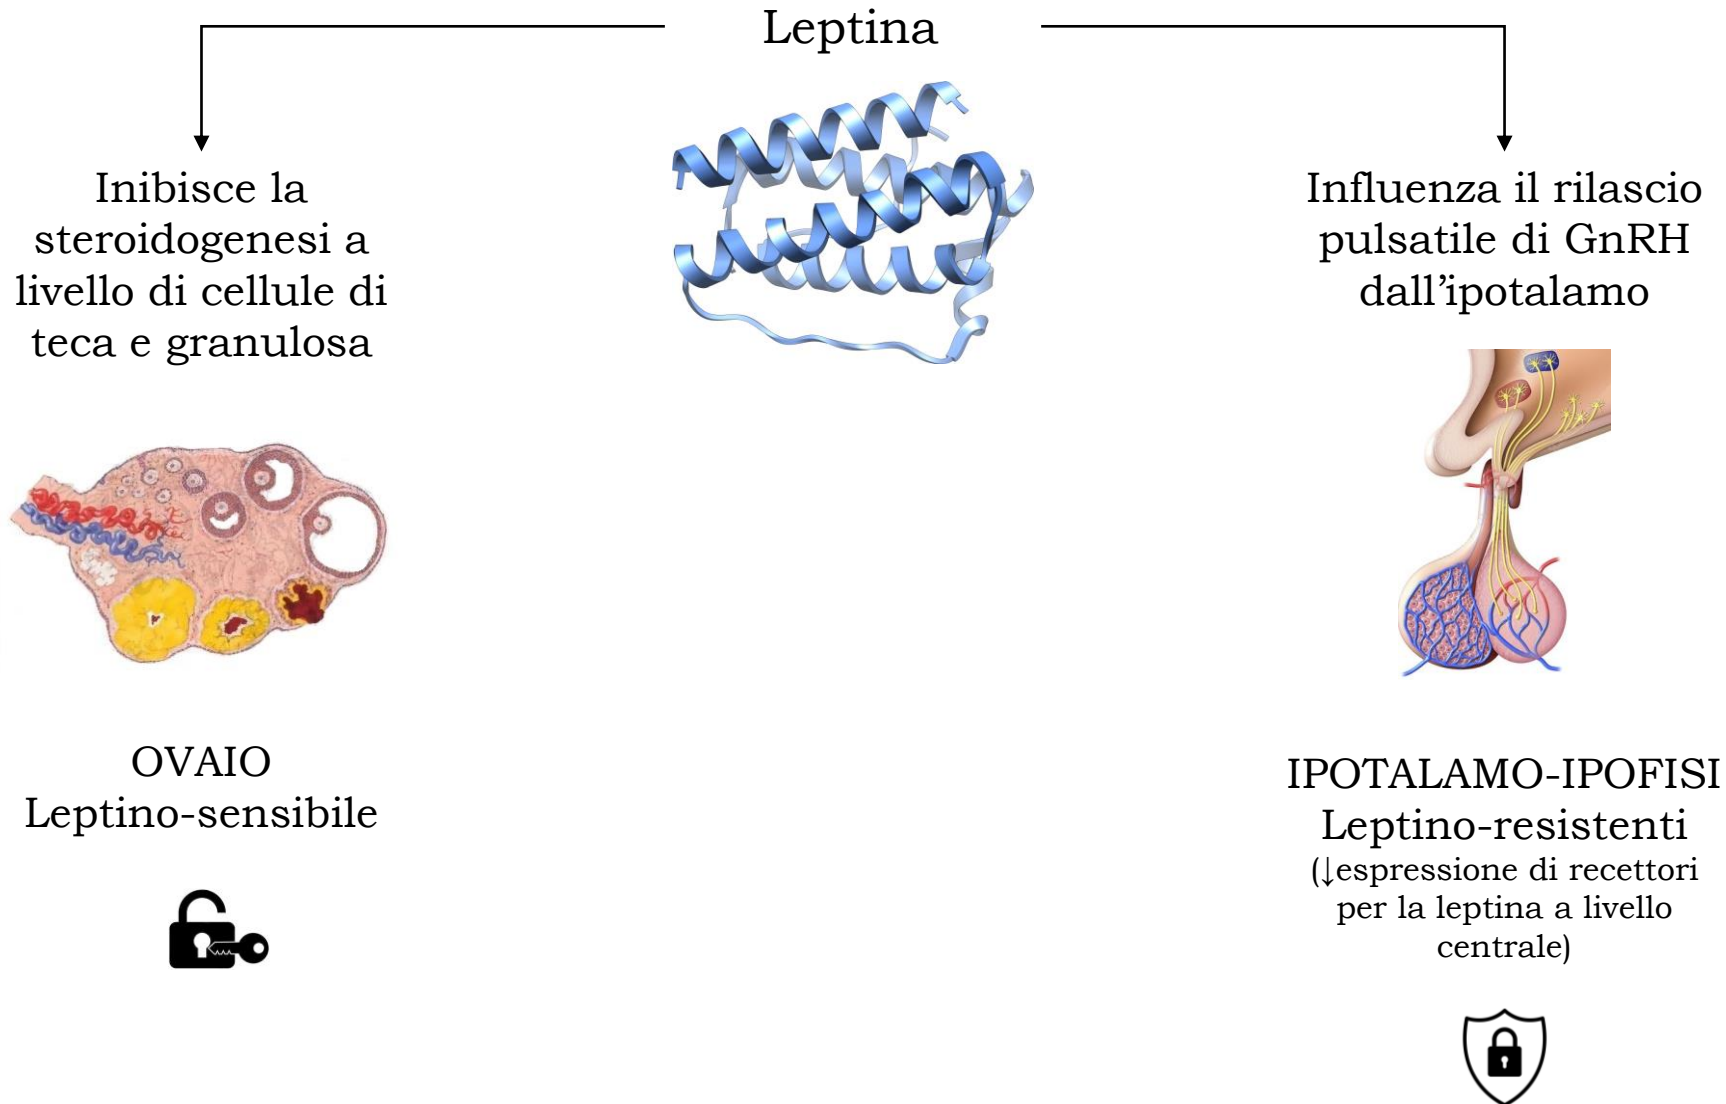 Leptina
Inibisce la
steroidogenesi a
livello di cellule di
teca e granulosa
OVAIO
Leptino-sensibile
Influenza il rilascio
pulsatile di GnRH
dall’ipotalamo
IPOTALAMO-IPOFISI
Leptino-resistenti
(↓espressione di recettori
per la leptina a livello
centrale)